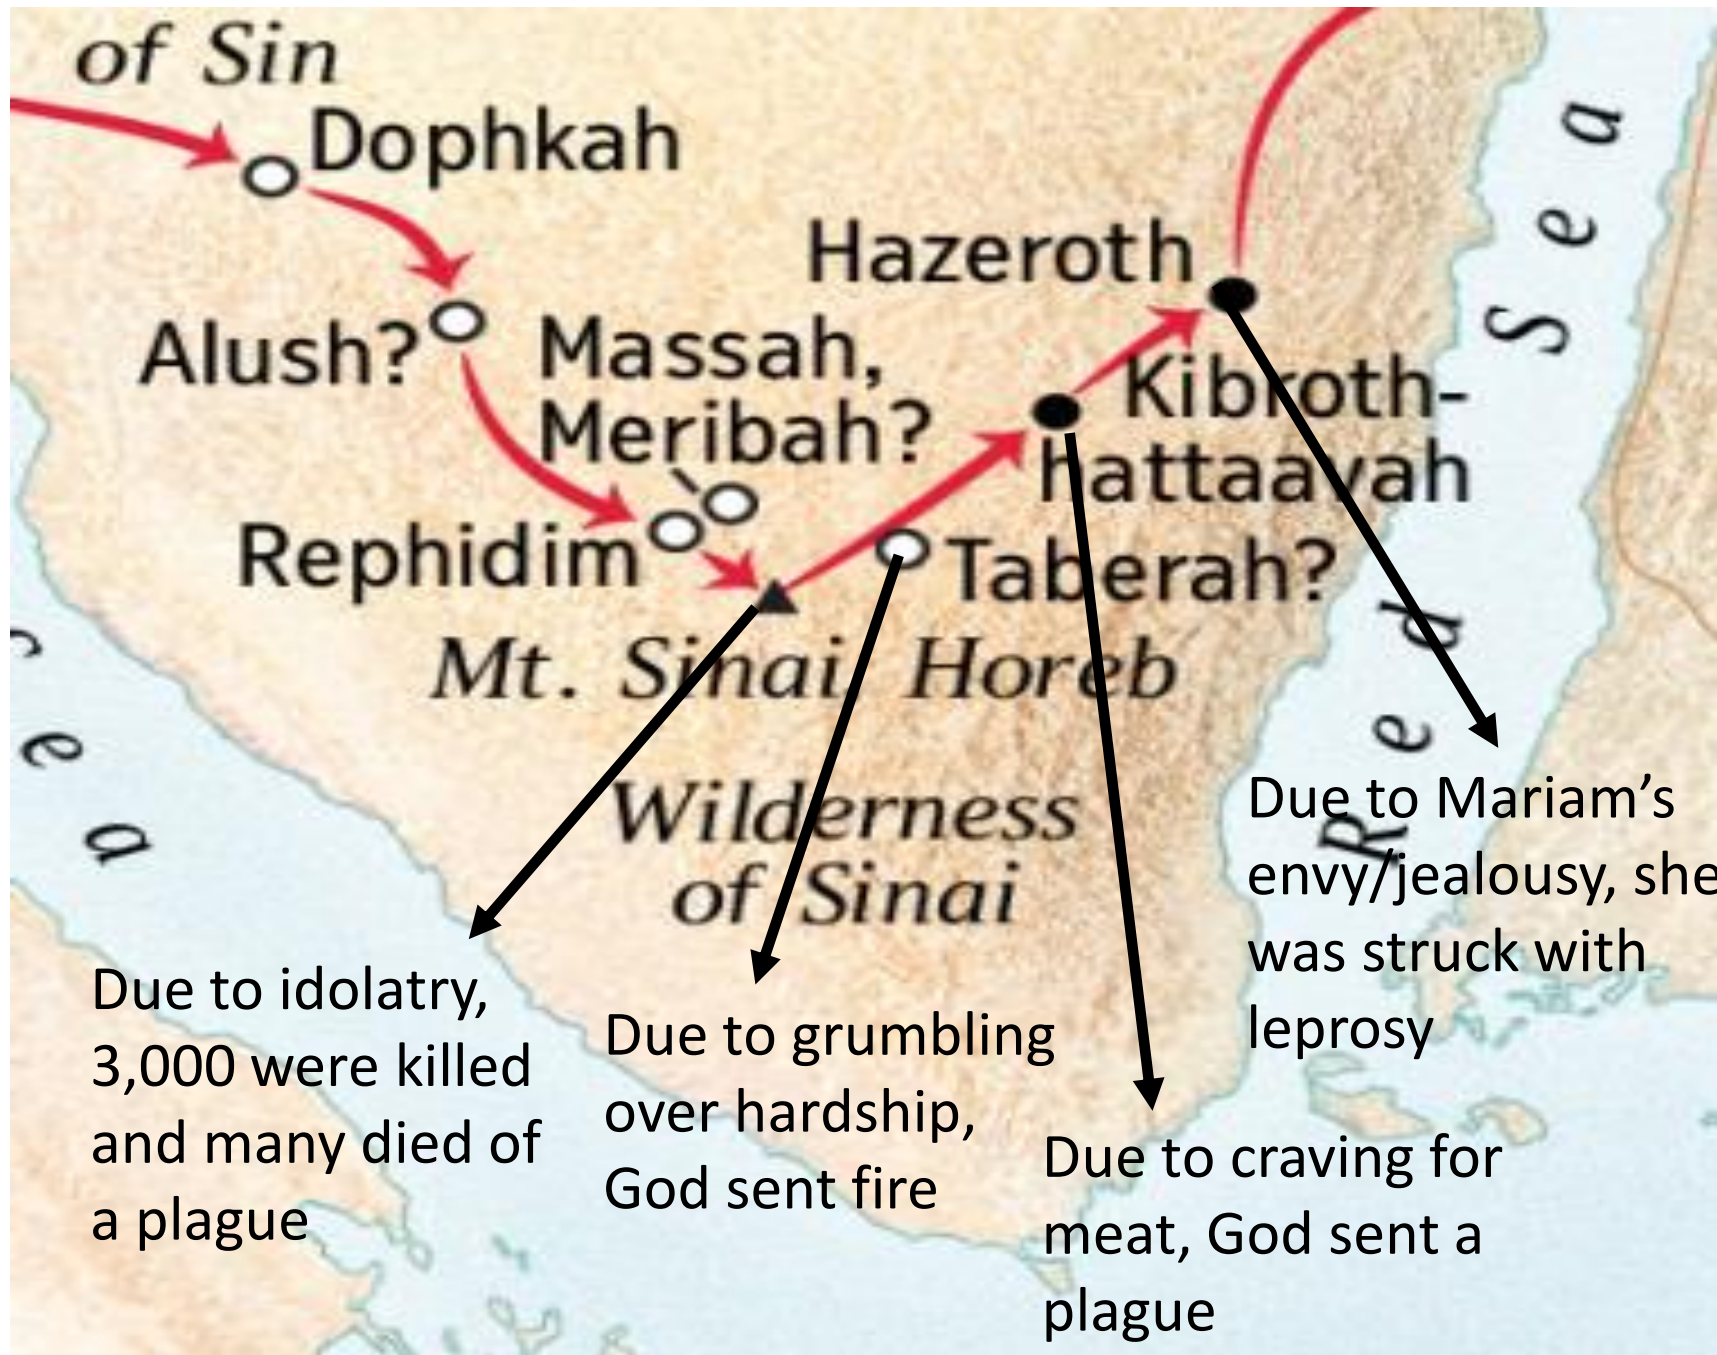 of Sin
Dophkah
Hazeroth
Alush?
Massah,
Meribah?
Kibroth-
hattaavah
Rephidim
Taberah?
Mt. Sinai, Horeb
Wilderness
of Sinai
Red Sea
ea
Due to Mariam’s
envy/jealousy, she
was struck with
leprosy
Due to idolatry,
3,000 were killed
and many died of
a plague
Due to grumbling
over hardship,
God sent fire
Due to craving for
meat, God sent a
plague